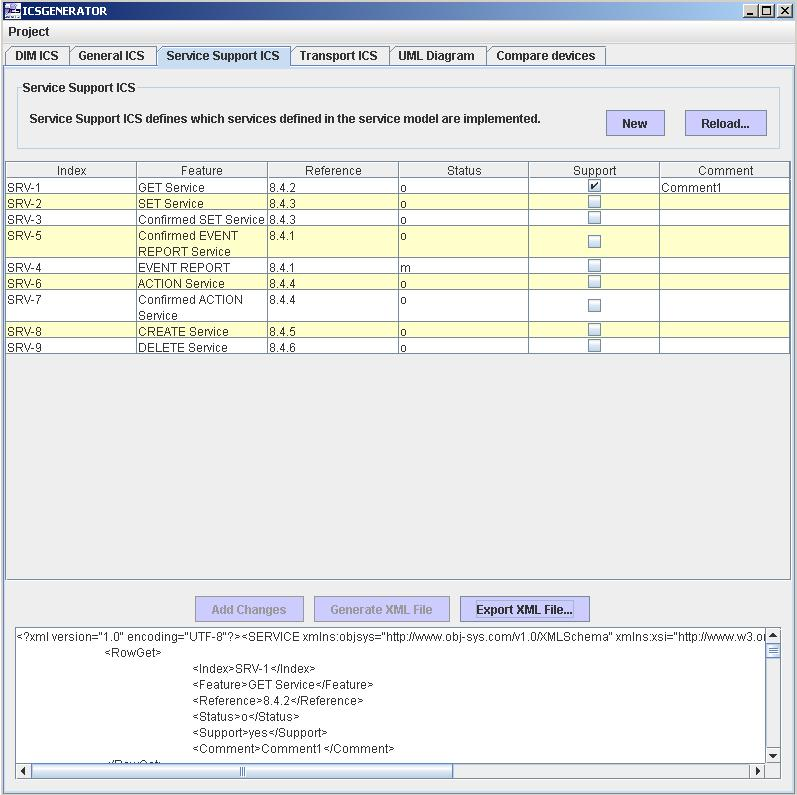 ICSGENERATOR
Project
DIM ICS General ICS Service Support ICS Transport ICS UML Diagram Compare devices
Service Support ICS
Service Support ICS defines which services defined in the service model are implemented. New Reload...
Index Feature Reference Status Support Comment
SRV-1 GET Service 8.4.2 o Comment1
SRV-2 SET Service 8.4.3 o
SRV-3 Confirmed SET Service 8.4.3 o
SRV-5 Confirmed EVENT 8.4.1 o
REPORT Service
SRV-4 EVENT REPORT 8.4.1 m
SRV-6 ACTION Service 8.4.4 o
SRV-7 Confirmed ACTION 8.4.4 o
Service
SRV-8 CREATE Service 8.4.5 o
SRV-9 DELETE Service 8.4.6 o
Add Changes Generate XML File Export XML File...
<?xml version="1.0" encoding="UTF-8"?><SERVICE xmlns:objsys="http://www.obj-sys.com/v1.0/XMLSchema" xmlns:xsi="http://www.w3.or
<RowGet>
<Index>SRV-1</Index>
<Feature>GET Service</Feature>
<Reference>8.4.2</Reference>
<Status>o</Status>
<Support>yes</Support>
<Comment>Comment1</Comment>
</RowGet>